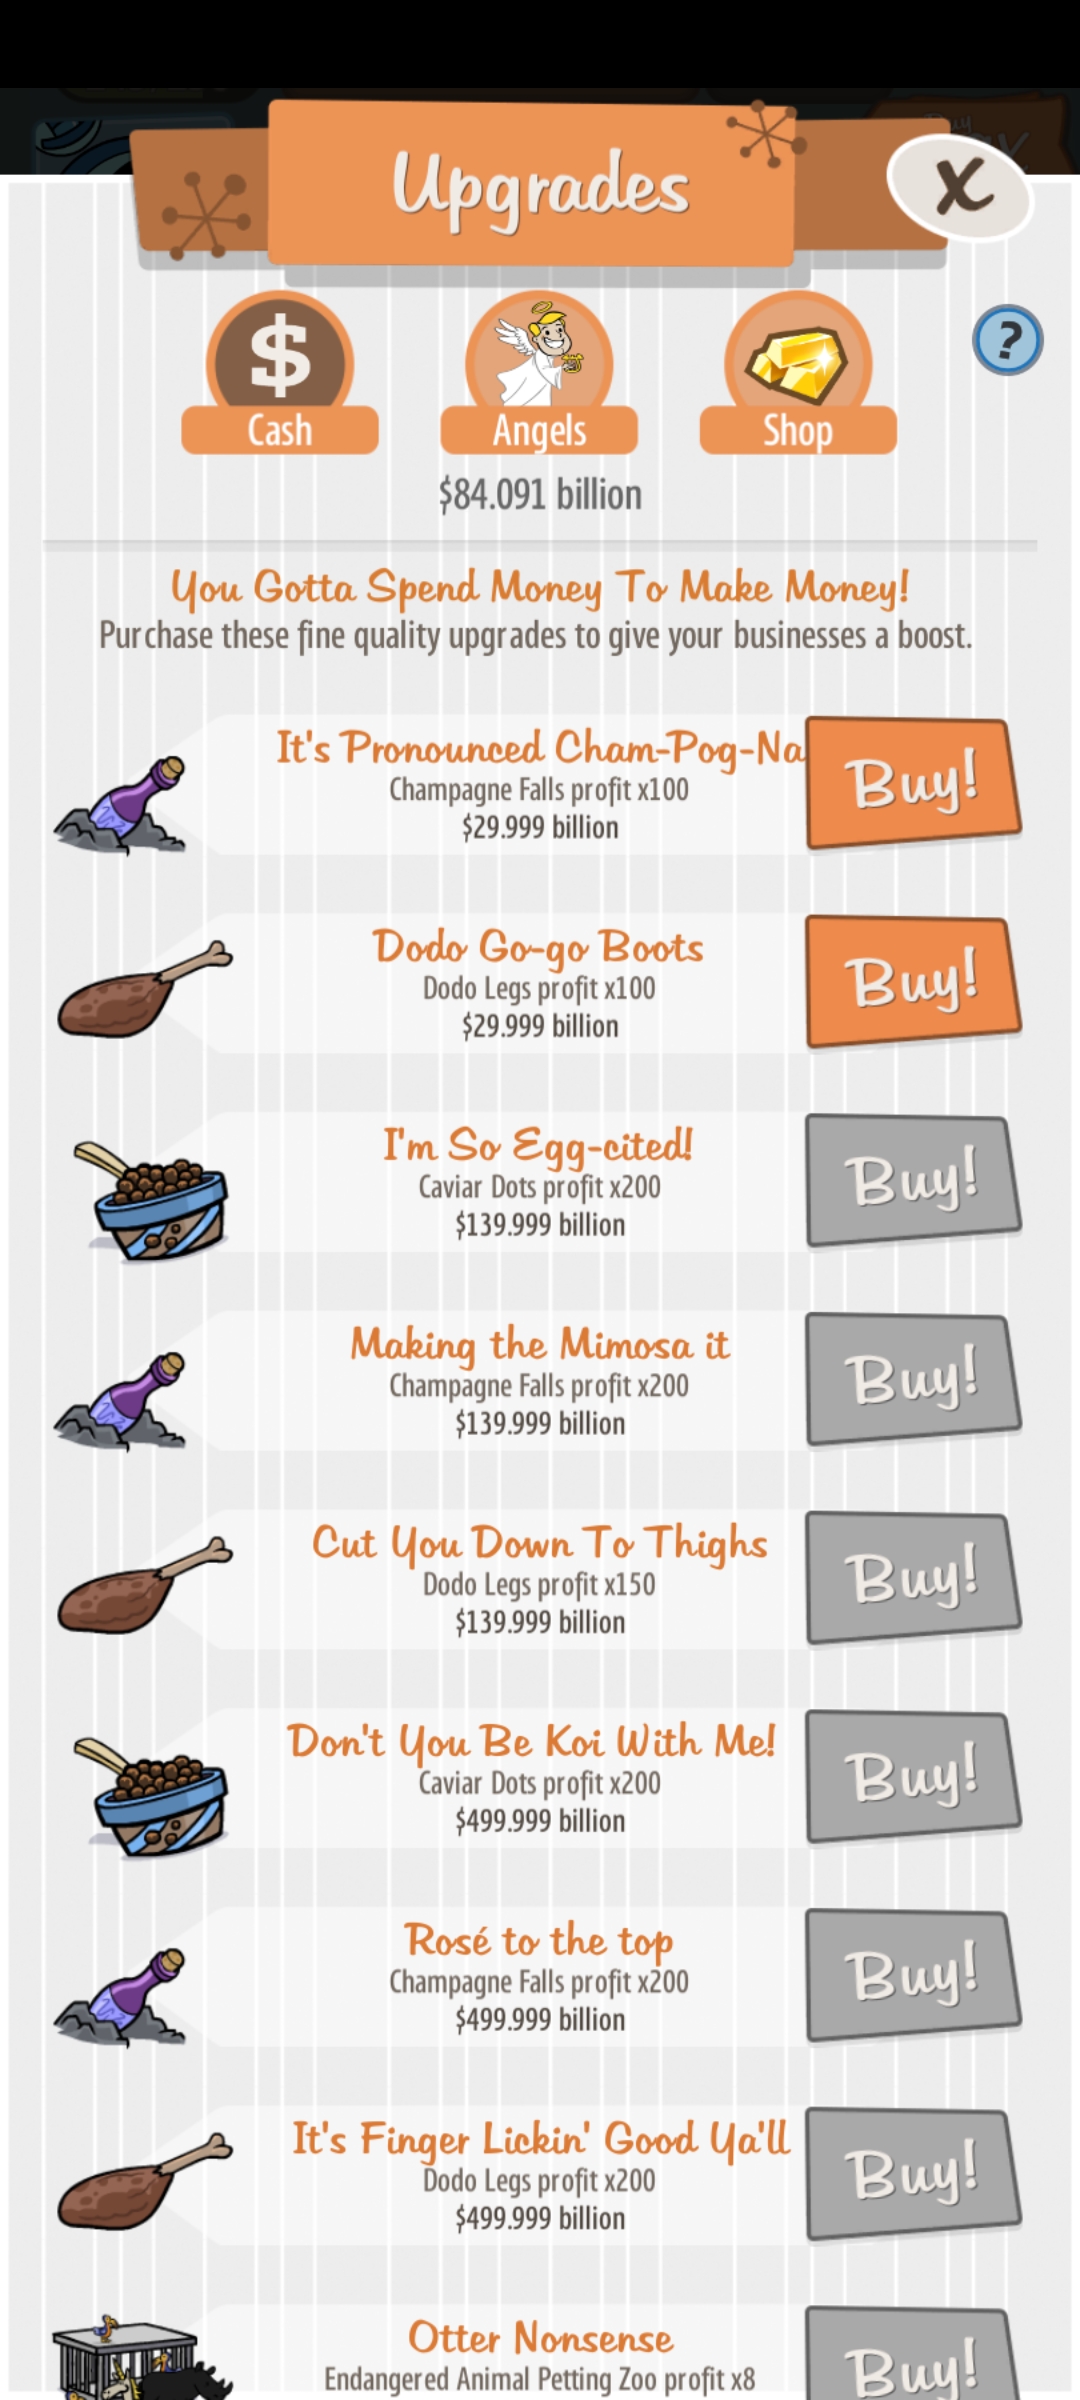 Upgrades
X
$
?
Cash
Angels
Shop
$84.091 billion
You Gotta Spend Money To Make Money!
Purchase these fine quality upgrades to give your businesses a boost.
It's Pronounced Cham-Pog-Na
Champagne Falls profit x100
$29.999 billion
Buy!
Dodo Go-go Boots
Dodo Legs profit x100
$29.999 billion
Buy!
I'm So Egg-cited!
Caviar Dots profit x200
$139.999 billion
Buy!
Making the Mimosa it
Champagne Falls profit x200
$139.999 billion
Buy!
Cut You Down To Thighs
Dodo Legs profit x150
$139.999 billion
Buy!
Don't You Be Koi With Me!
Caviar Dots profit x200
$499.999 billion
Buy!
Rosé to the top
Champagne Falls profit x200
$499.999 billion
Buy!
It's Finger Lickin' Good Ya'll
Dodo Legs profit x200
$499.999 billion
Buy!
Otter Nonsense
Endangered Animal Petting Zoo profit x8
Buy!